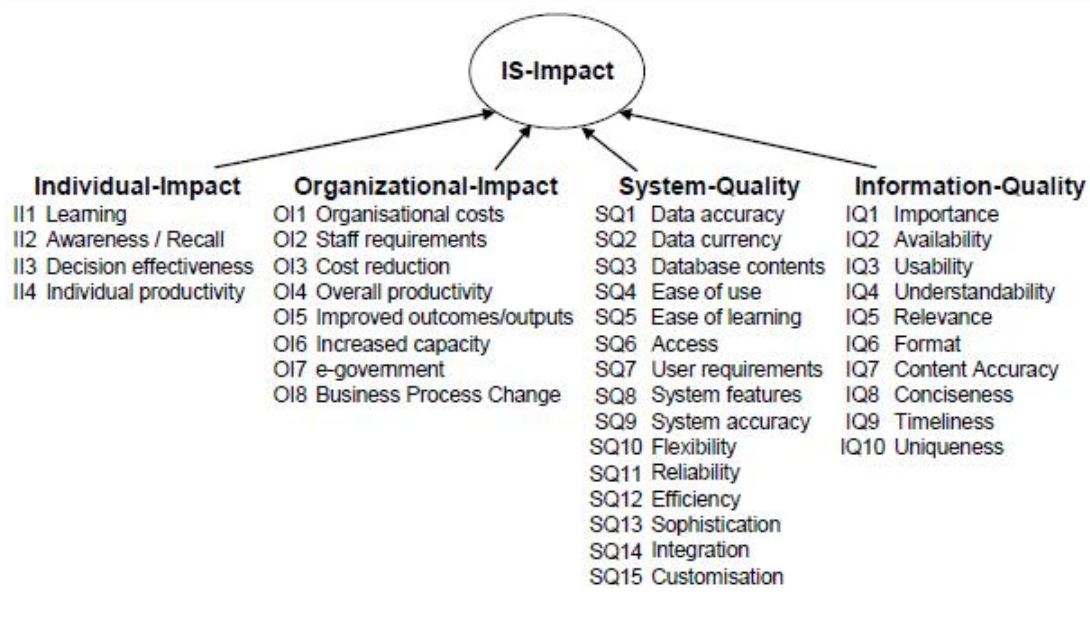 IS-Impact
Individual-Impact
II1 Learning
II2 Awareness / Recall
II3 Decision effectiveness
II4 Individual productivity
Organizational-Impact
OI1 Organisational costs
OI2 Staff requirements
OI3 Cost reduction
OI4 Overall productivity
OI5 Improved outcomes/outputs
OI6 Increased capacity
OI7 e-government
OI8 Business Process Change
System-Quality
SQ1 Data accuracy
SQ2 Data currency
SQ3 Database contents
SQ4 Ease of use
SQ5 Ease of learning
SQ6 Access
SQ7 User requirements
SQ8 System features
SQ9 System accuracy
SQ10 Flexibility
SQ11 Reliability
SQ12 Efficiency
SQ13 Sophistication
SQ14 Integration
SQ15 Customisation
Information-Quality
IQ1 Importance
IQ2 Availability
IQ3 Usability
IQ4 Understandability
IQ5 Relevance
IQ6 Format
IQ7 Content Accuracy
IQ8 Conciseness
IQ9 Timeliness
IQ10 Uniqueness